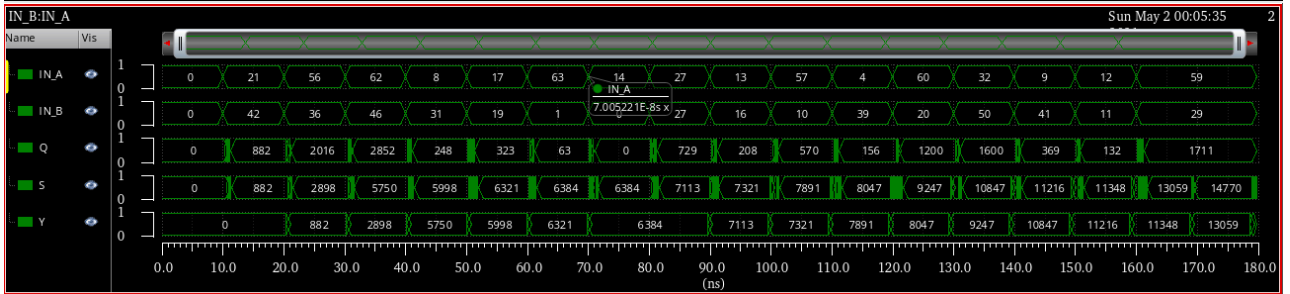 IN_B:IN_A Sun May 2 00:05:35 2
Name Vis
IN_A 1 0 0 21 56 62 8 17 63 14 27 13 57 4 60 32 9 12 59
IN_A
7.005221E-8s x
IN_B 1 0 0 42 36 46 31 19 1 0 27 16 10 39 20 50 41 11 29
Q 1 0 0 882 2016 2852 248 323 63 0 729 208 570 156 1200 1600 369 132 1711
S 1 0 0 882 2898 5750 5998 6321 6384 6384 7113 7321 7891 8047 9247 10847 11216 11348 13059 14770
Y 1 0 0 882 2898 5750 5998 6321 6384 7113 7321 7891 8047 9247 10847 11216 11348 13059
0.0 10.0 20.0 30.0 40.0 50.0 60.0 70.0 80.0 90.0 100.0 110.0 120.0 130.0 140.0 150.0 160.0 170.0 180.0
(ns)